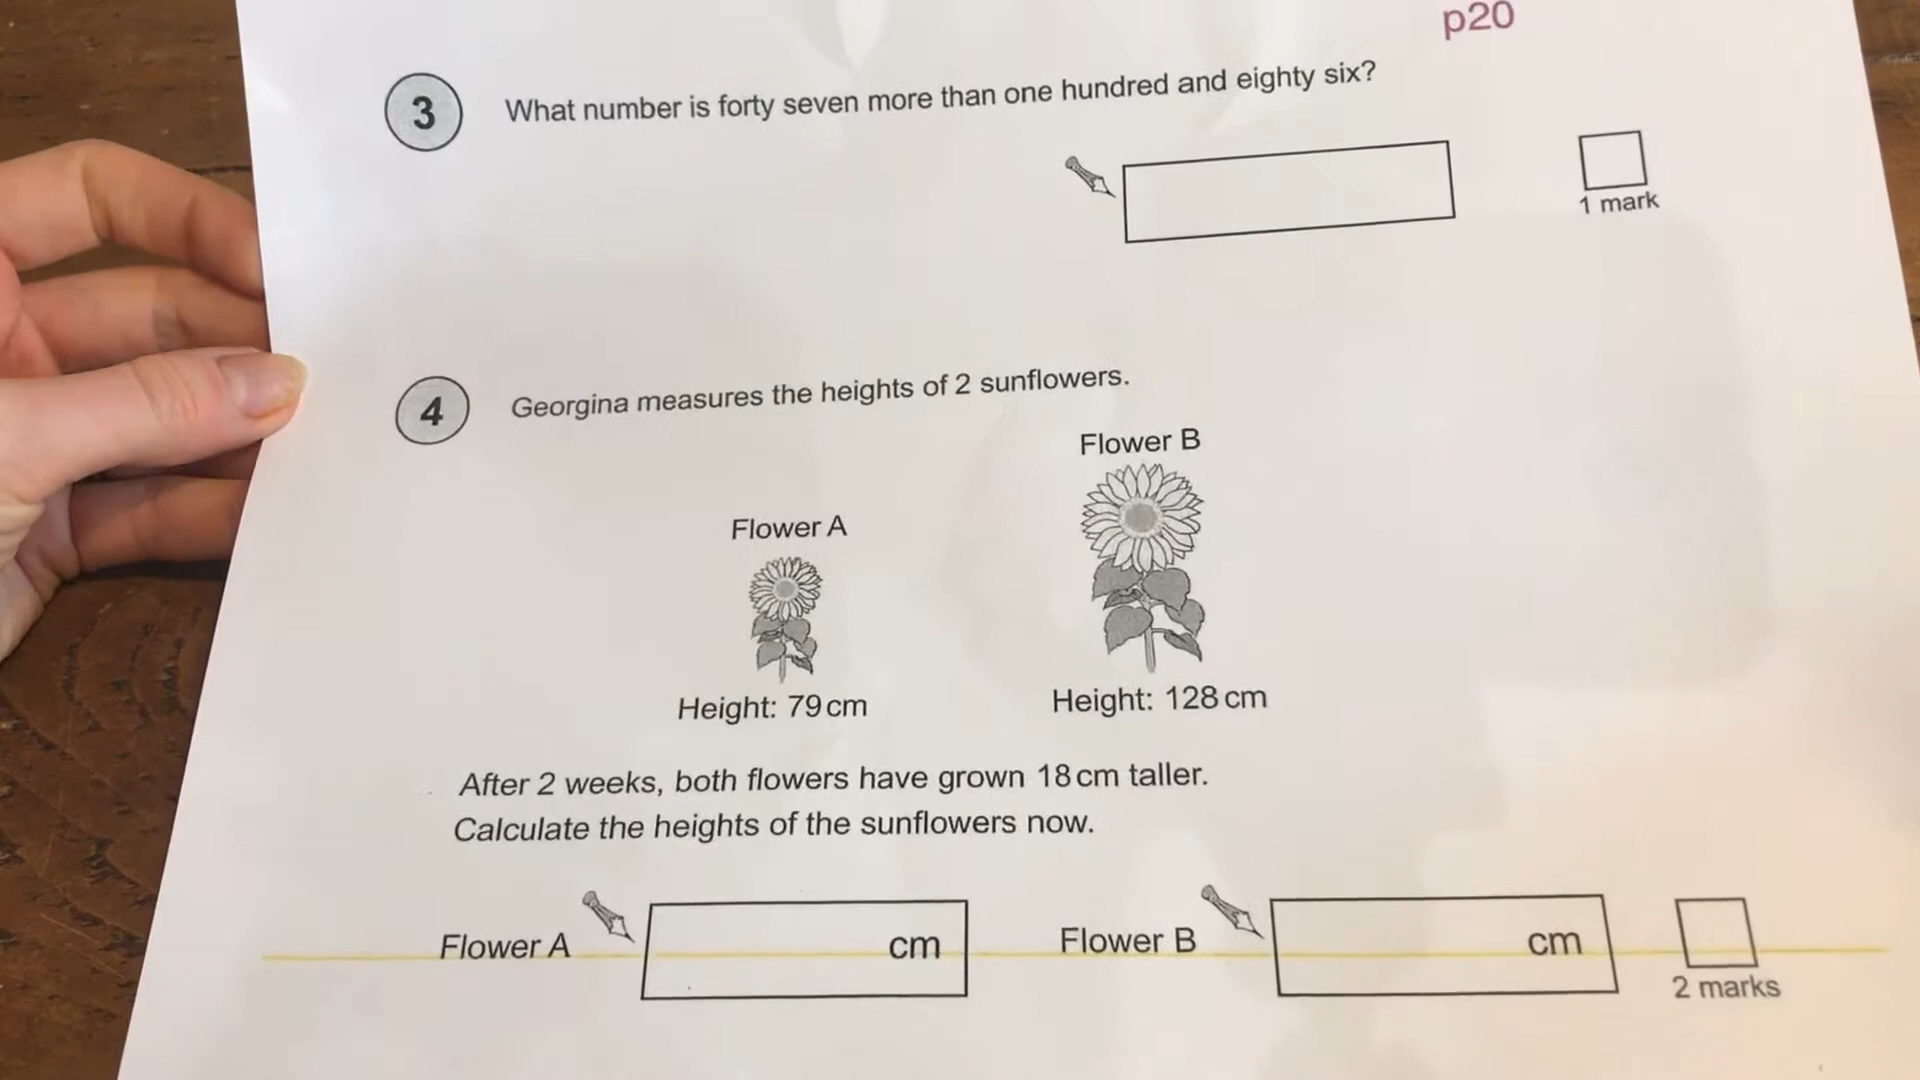 p20
3 What number is forty seven more than one hundred and eighty six?
1 mark
4 Georgina measures the heights of 2 sunflowers.
Flower B
Flower A
Height: 79 cm Height: 128 cm
After 2 weeks, both flowers have grown 18 cm taller.
Calculate the heights of the sunflowers now.
Flower A cm Flower B cm
2 marks